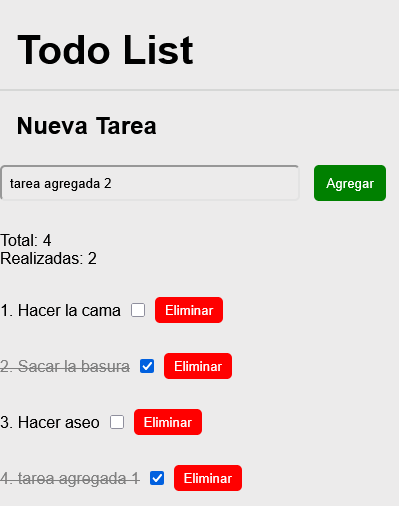 Todo List
Nueva Tarea
tarea agregada 2
Agregar
Total: 4
Realizadas: 2
1. Hacer la cama Eliminar
2. Sacar la basura Eliminar
3. Hacer aseo Eliminar
4. tarea agregada 1 Eliminar